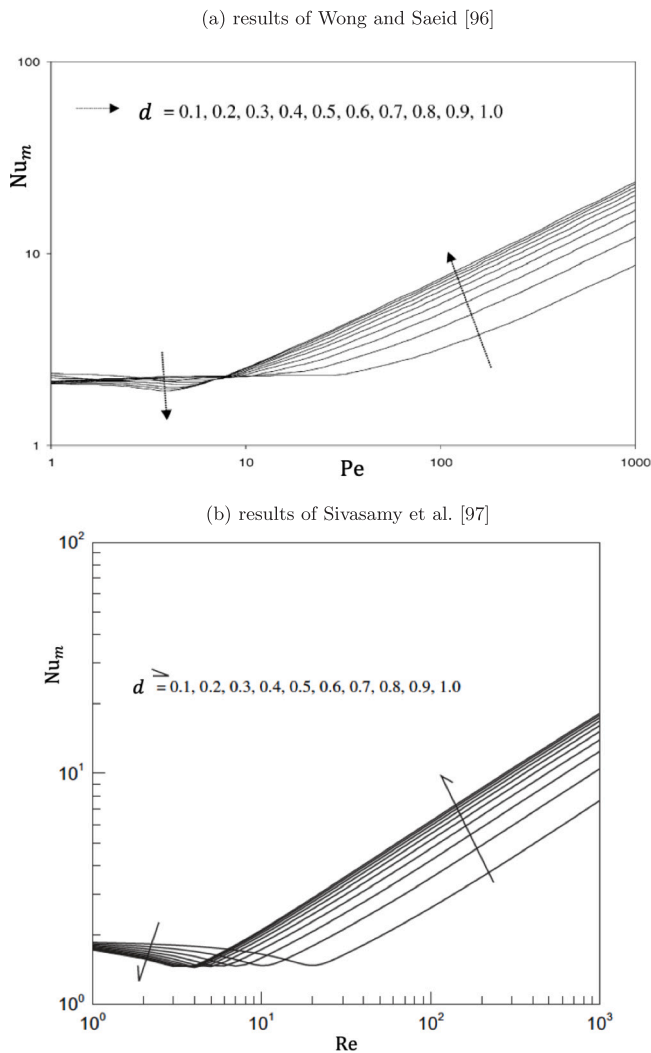 (a) results of Wong and Saeid [96]
100
d = 0.1, 0.2, 0.3, 0.4, 0.5, 0.6, 0.7, 0.8, 0.9, 1.0
Nuₘ
10
1
1 10 100 1000
Pe
(b) results of Sivasamy et al. [97]
10²
Nuₘ
d = 0.1, 0.2, 0.3, 0.4, 0.5, 0.6, 0.7, 0.8, 0.9, 1.0
10¹
10⁰
10⁰ 10¹ 10² 10³
Re